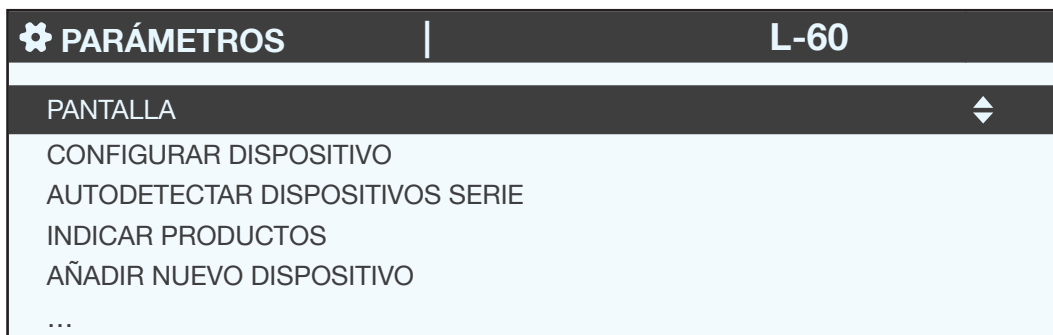 PARÁMETROS | L-60
PANTALLA
CONFIGURAR DISPOSITIVO
AUTODETECTAR DISPOSITIVOS SERIE
INDICAR PRODUCTOS
AÑADIR NUEVO DISPOSITIVO
…